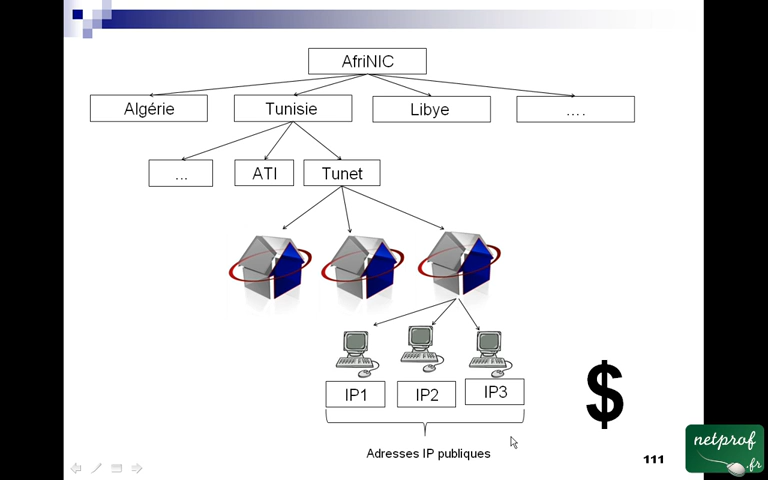 AfriNIC
Algérie
Tunisie
Libye
....
...
ATI
Tunet
IP1
IP2
IP3
$
Adresses IP publiques
111
netprof
.fr